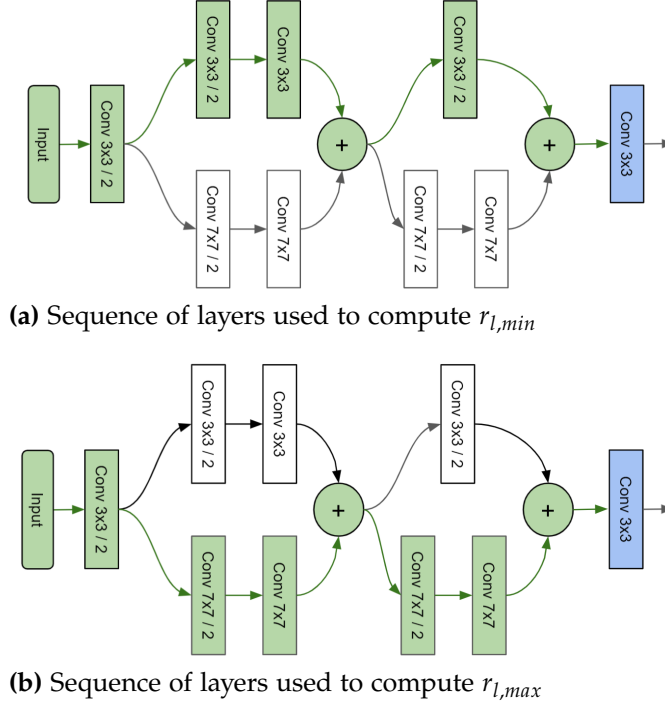 Input
Conv 3x3 / 2
Conv 3x3 / 2
Conv 3x3
Conv 7x7 / 2
Conv 7x7
+
Conv 3x3 / 2
Conv 7x7 / 2
Conv 7x7
+
Conv 3x3
(a) Sequence of layers used to compute r_{l,min}
Input
Conv 3x3 / 2
Conv 3x3 / 2
Conv 3x3
Conv 7x7 / 2
Conv 7x7
+
Conv 3x3 / 2
Conv 7x7 / 2
Conv 7x7
+
Conv 3x3
(b) Sequence of layers used to compute r_{l,max}